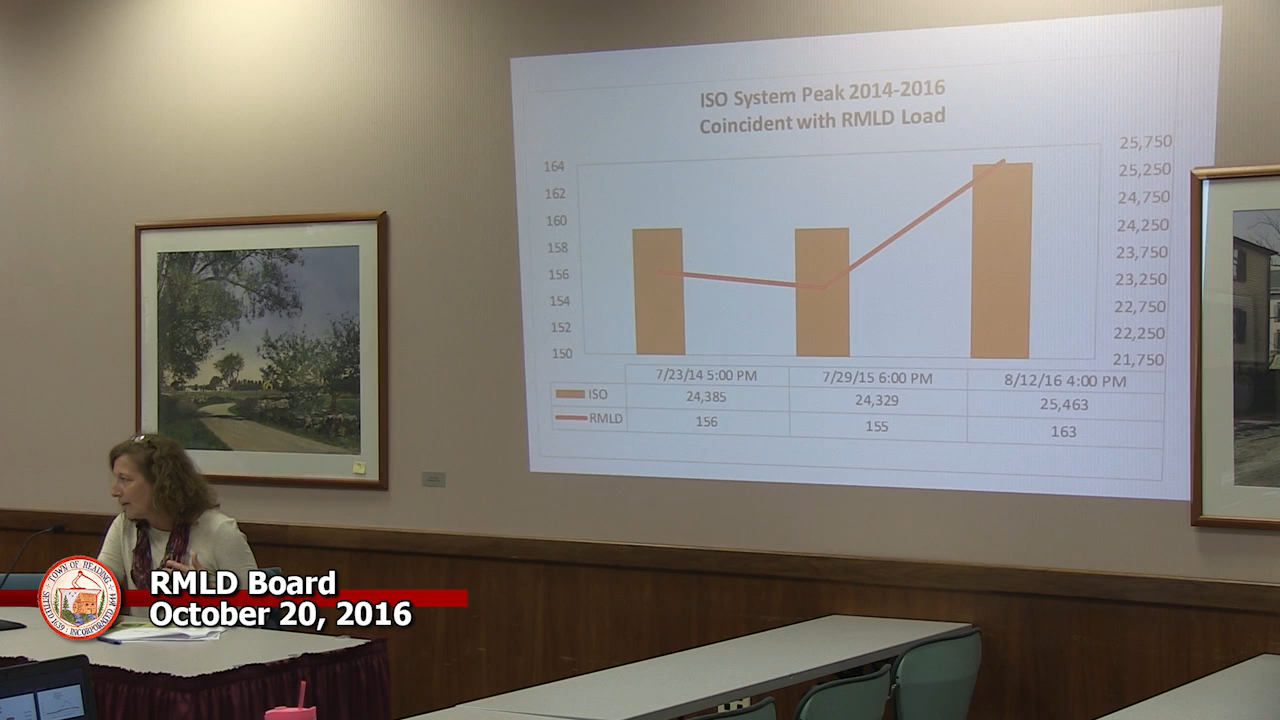 ISO System Peak 2014-2016
Coincident with RMLD Load
164
162
160
158
156
154
152
150
25,750
25,250
24,750
24,250
23,750
23,250
22,750
22,250
21,750
7/23/14 5:00 PM 7/29/15 6:00 PM 8/12/16 4:00 PM
ISO 24,385 24,329 25,463
RMLD 156 155 163
RMLD Board
October 20, 2016
TOWN OF READING